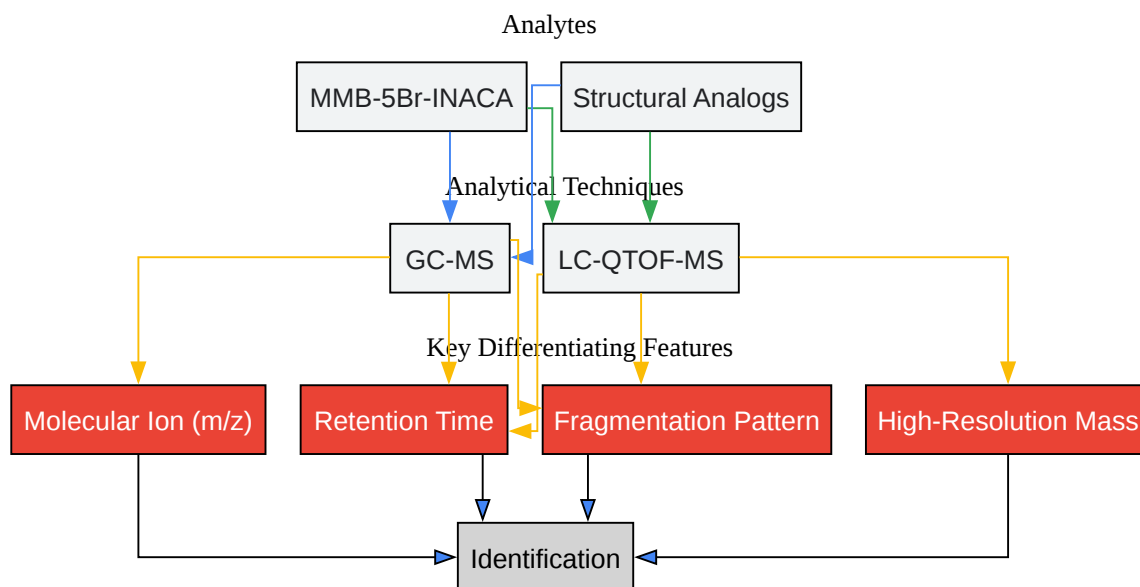 Analytes
MMB-5Br-INACA
Structural Analogs
Analytical Techniques
GC-MS
LC-QTOF-MS
Key Differentiating Features
Molecular Ion (m/z)
Retention Time
Fragmentation Pattern
High-Resolution Mass
Identification